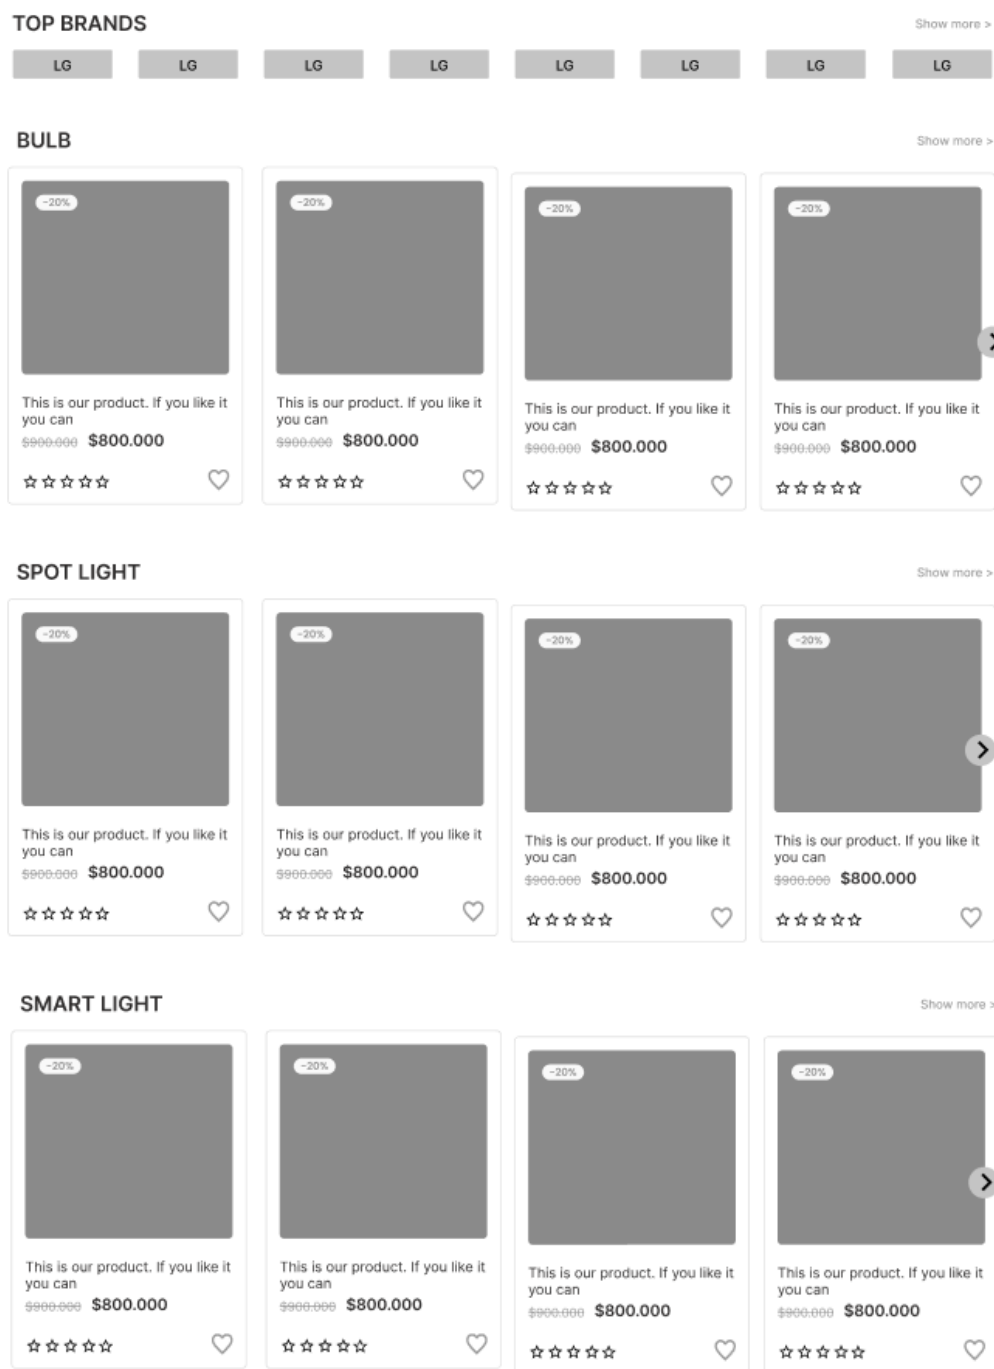 TOP BRANDS Show more >
LG LG LG LG LG LG LG LG
BULB Show more >
-20% -20% -20% -20%
This is our product. If you like it This is our product. If you like it This is our product. If you like it This is our product. If you like it
you can you can you can you can
$900.000 $800.000 $900.000 $800.000 $900.000 $800.000 $900.000 $800.000
SPOT LIGHT Show more >
-20% -20% -20% -20%
This is our product. If you like it This is our product. If you like it This is our product. If you like it This is our product. If you like it
you can you can you can you can
$900.000 $800.000 $900.000 $800.000 $900.000 $800.000 $900.000 $800.000
SMART LIGHT Show more >
-20% -20% -20% -20%
This is our product. If you like it This is our product. If you like it This is our product. If you like it This is our product. If you like it
you can you can you can you can
$900.000 $800.000 $900.000 $800.000 $900.000 $800.000 $900.000 $800.000